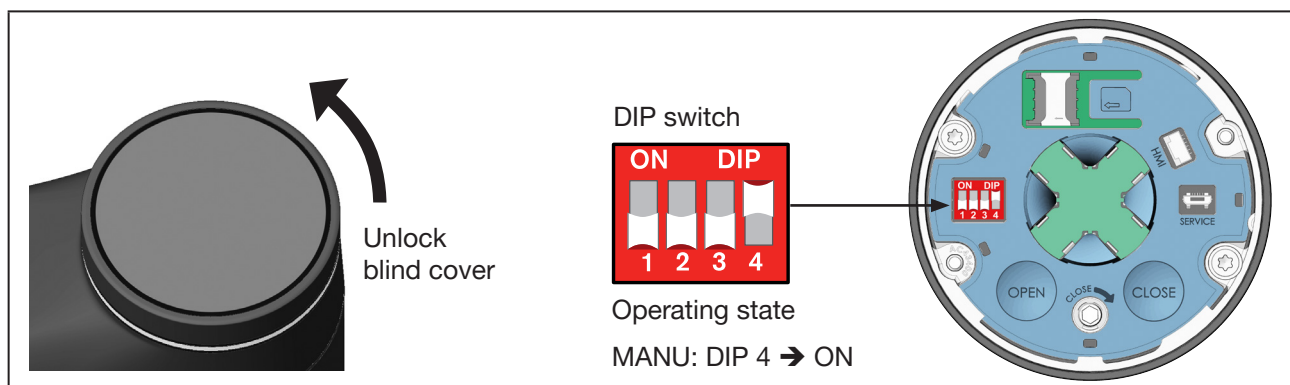 Unlock
blind cover
DIP switch
ON DIP
1 2 3 4
Operating state
MANU: DIP 4 ➔ ON
HMI
ON DIP
1 2 3 4
SERVICE
OPEN
CLOSE
CLOSE